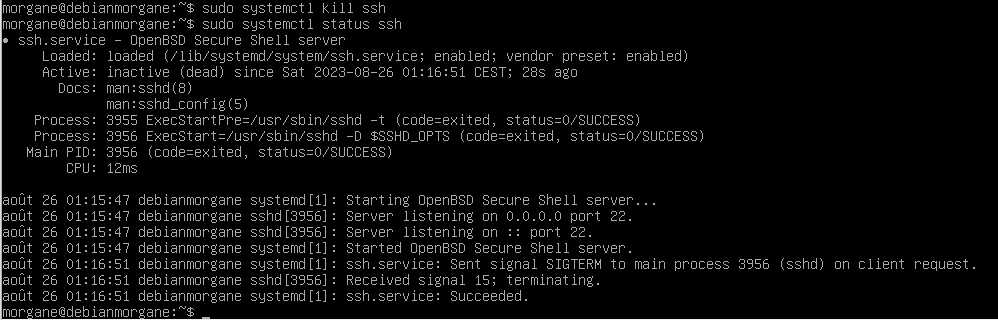 morgane@debianmorgane:~$ sudo systemctl kill ssh
morgane@debianmorgane:~$ sudo systemctl status ssh
• ssh.service - OpenBSD Secure Shell server
Loaded: loaded (/lib/systemd/system/ssh.service; enabled; vendor preset: enabled)
Active: inactive (dead) since Sat 2023-08-26 01:16:51 CEST; 28s ago
Docs: man:sshd(8)
man:sshd_config(5)
Process: 3955 ExecStartPre=/usr/sbin/sshd -t (code=exited, status=0/SUCCESS)
Process: 3956 ExecStart=/usr/sbin/sshd -D $SSHD_OPTS (code=exited, status=0/SUCCESS)
Main PID: 3956 (code=exited, status=0/SUCCESS)
CPU: 12ms

août 26 01:15:47 debianmorgane systemd[1]: Starting OpenBSD Secure Shell server...
août 26 01:15:47 debianmorgane sshd[3956]: Server listening on 0.0.0.0 port 22.
août 26 01:15:47 debianmorgane sshd[3956]: Server listening on :: port 22.
août 26 01:15:47 debianmorgane systemd[1]: Started OpenBSD Secure Shell server.
août 26 01:16:51 debianmorgane systemd[1]: ssh.service: Sent signal SIGTERM to main process 3956 (sshd) on client request.
août 26 01:16:51 debianmorgane sshd[3956]: Received signal 15; terminating.
août 26 01:16:51 debianmorgane systemd[1]: ssh.service: Succeeded.
morgane@debianmorgane:~$ _